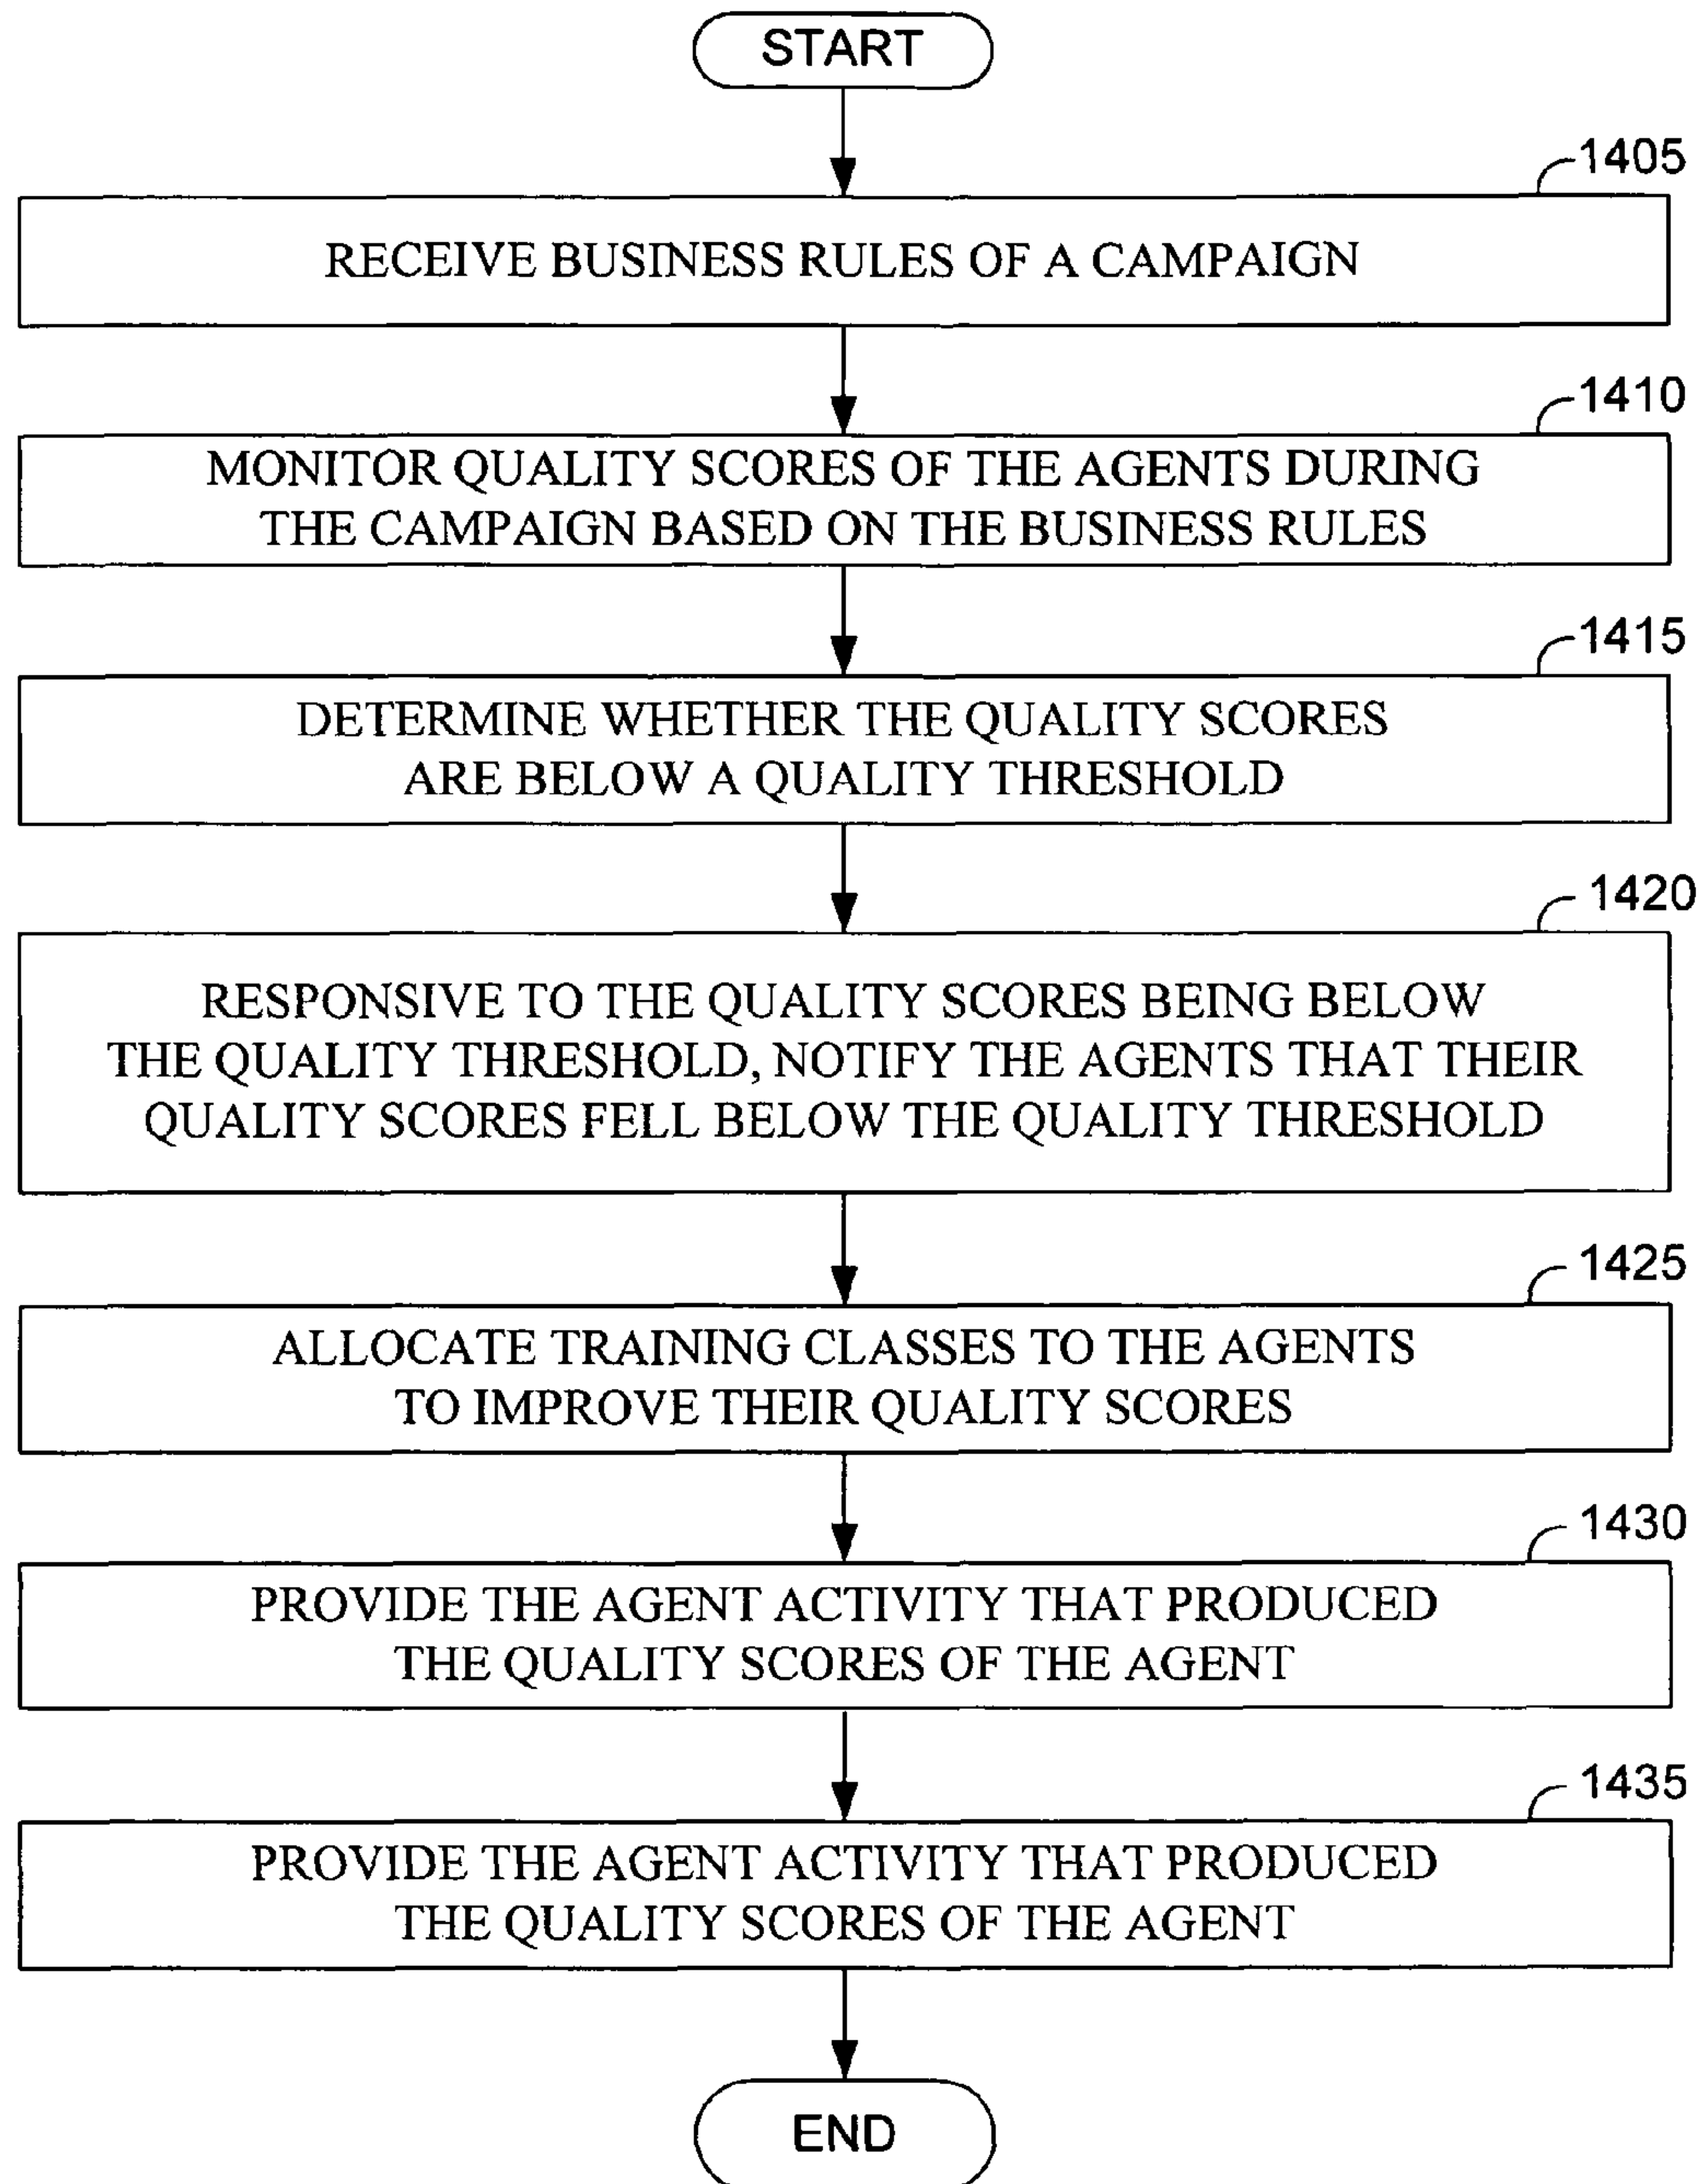 START
1405
RECEIVE BUSINESS RULES OF A CAMPAIGN
1410
MONITOR QUALITY SCORES OF THE AGENTS DURING
THE CAMPAIGN BASED ON THE BUSINESS RULES
1415
DETERMINE WHETHER THE QUALITY SCORES
ARE BELOW A QUALITY THRESHOLD
1420
RESPONSIVE TO THE QUALITY SCORES BEING BELOW
THE QUALITY THRESHOLD, NOTIFY THE AGENTS THAT THEIR
QUALITY SCORES FELL BELOW THE QUALITY THRESHOLD
1425
ALLOCATE TRAINING CLASSES TO THE AGENTS
TO IMPROVE THEIR QUALITY SCORES
1430
PROVIDE THE AGENT ACTIVITY THAT PRODUCED
THE QUALITY SCORES OF THE AGENT
1435
PROVIDE THE AGENT ACTIVITY THAT PRODUCED
THE QUALITY SCORES OF THE AGENT
END